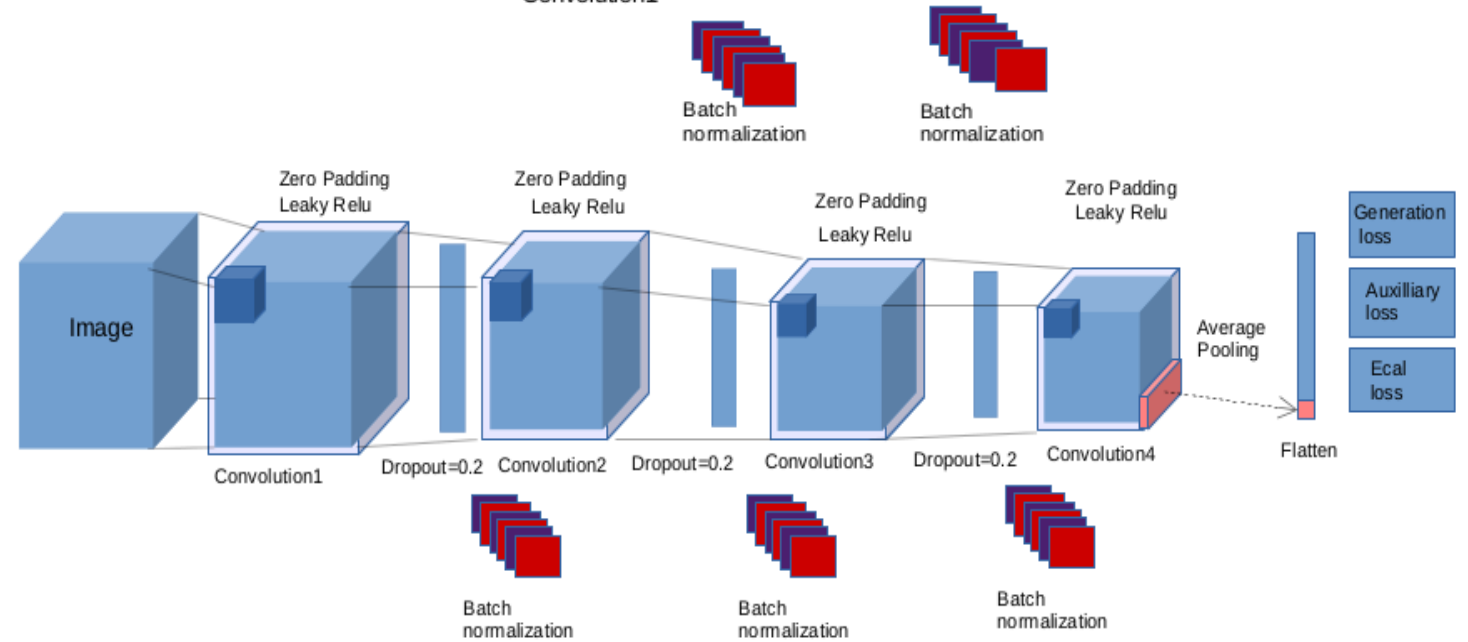 Convolution1
Batch
normalization
Batch
normalization
Zero Padding
Leaky Relu
Zero Padding
Leaky Relu
Zero Padding
Leaky Relu
Zero Padding
Leaky Relu
Image
Convolution1
Dropout=0.2
Convolution2
Dropout=0.2
Convolution3
Dropout=0.2
Convolution4
Average
Pooling
Flatten
Generation
loss
Auxilliary
loss
Ecal
loss
Batch
normalization
Batch
normalization
Batch
normalization